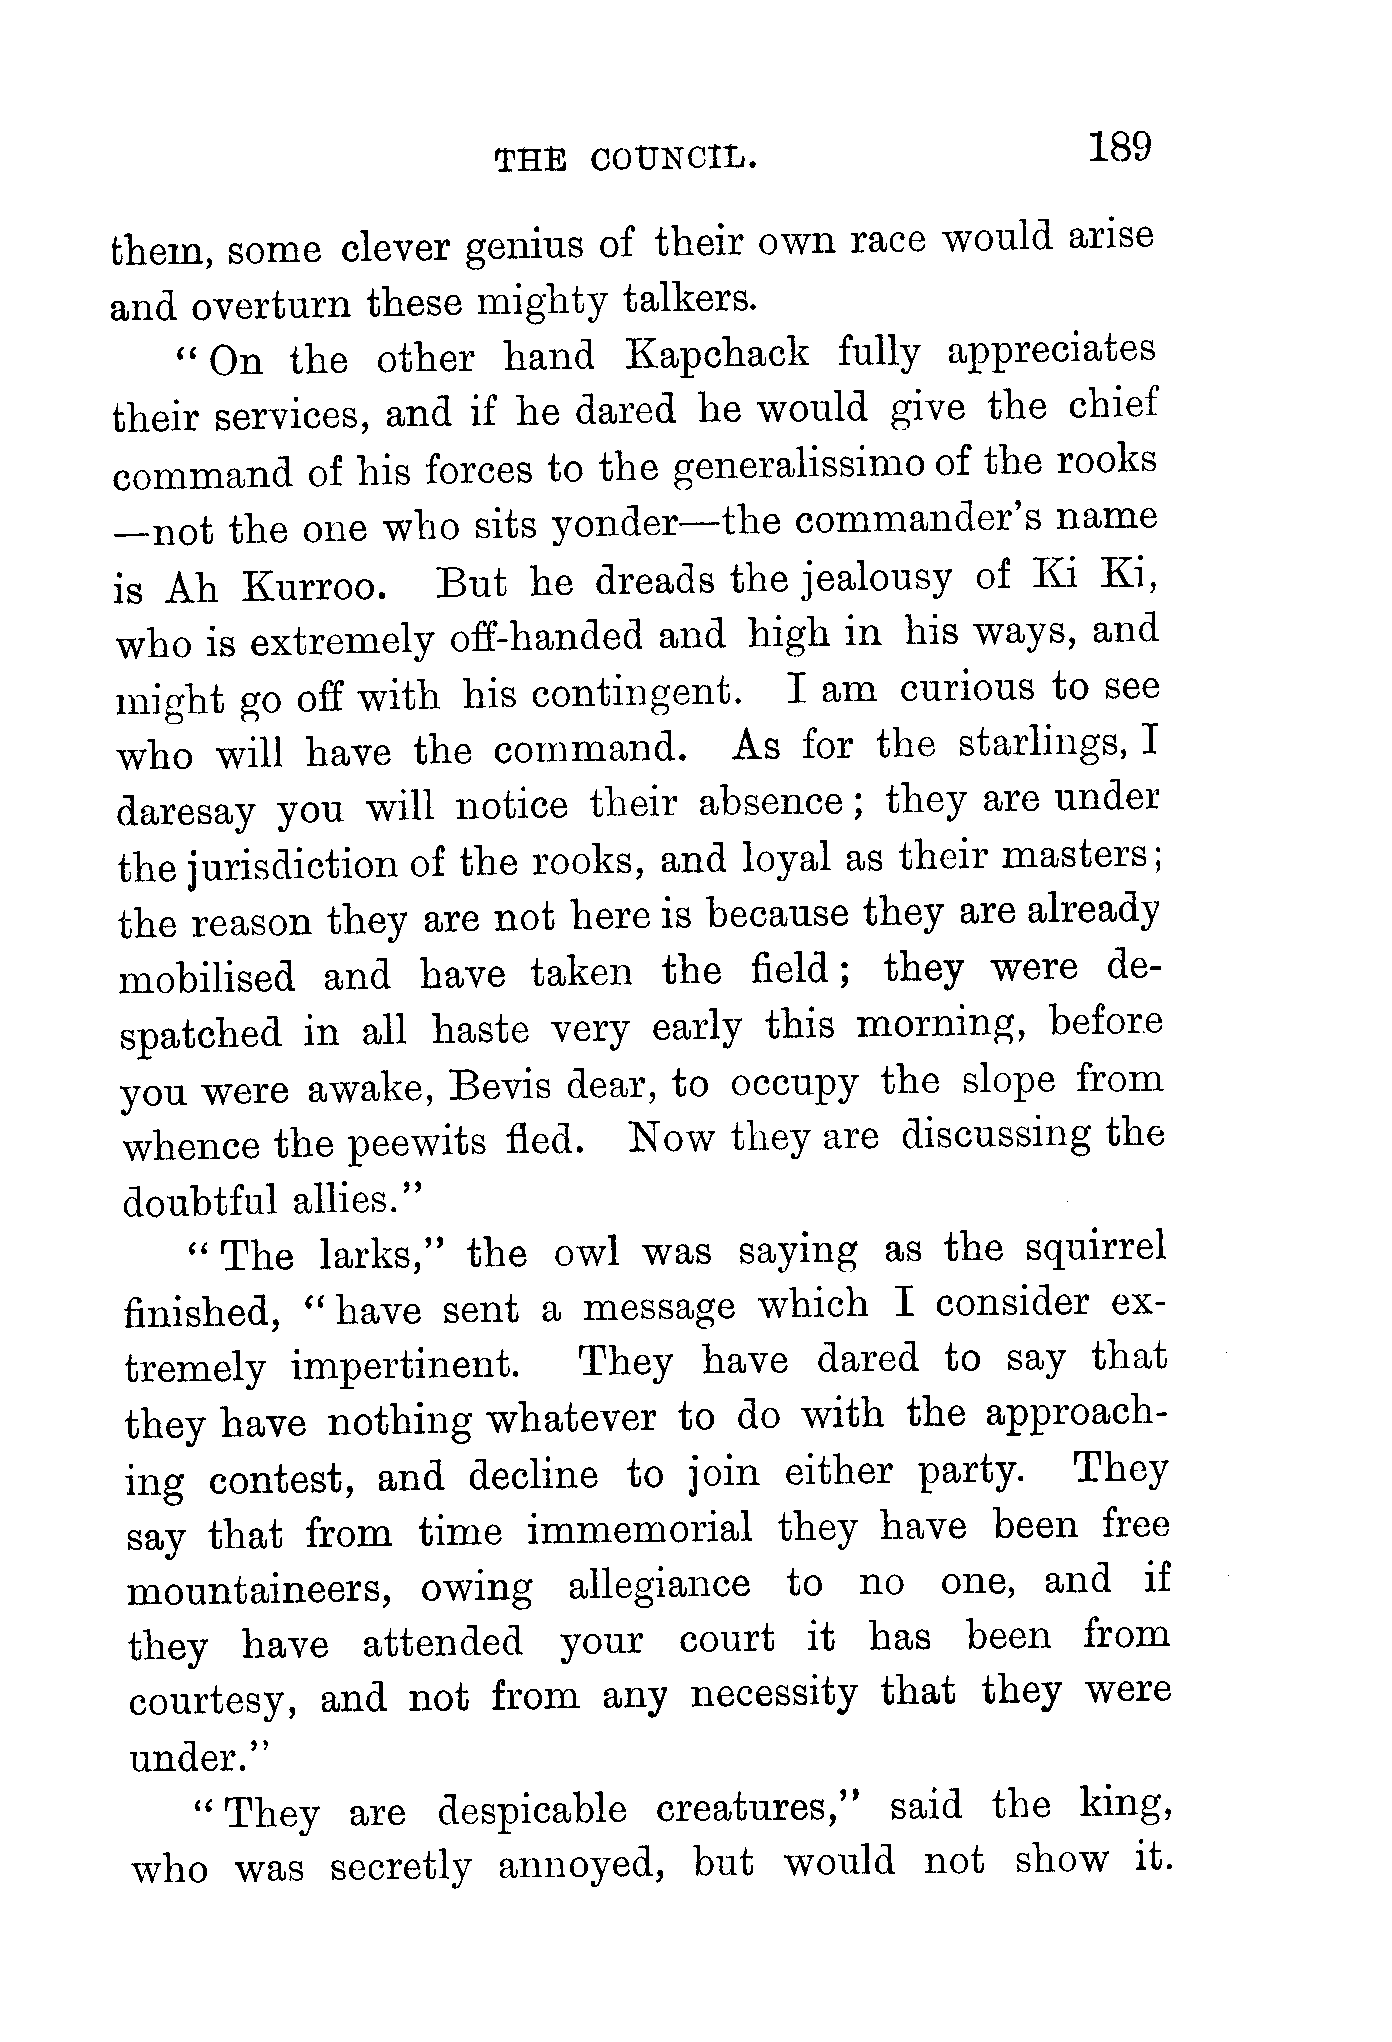 THE COUNCIL. 189
them, some clever genius of their own race would arise
and overturn these mighty talkers.
“On the other hand Kapchack fully appreciates
their services, and if he dared he would give the chief
command of his forces to the generalissimo of the rooks
—not the one who sits yonder—the commander's name
is Ah Kurroo. But he dreads the jealousy of Ki Ki,
who is extremely off-handed and high in his ways, and
might go off with his contingent. I am curious to see
who will have the command. As for the starlings, I
daresay you will notice their absence; they are under
the jurisdiction of the rooks, and loyal as their masters;
the reason they are not here is because they are already
mobilised and have taken the field; they were de-
spatched in all haste very early this morning, before
you were awake, Bevis dear, to occupy the slope from
whence the peewits fled. Now they are discussing the
doubtful allies.”
“The larks,” the owl was saying as the squirrel
finished, “have sent a message which I consider ex-
tremely impertinent. They have dared to say that
they have nothing whatever to do with the approach-
ing contest, and decline to join either party. They
say that from time immemorial they have been free
mountaineers, owing allegiance to no one, and if
they have attended your court it has been from
courtesy, and not from any necessity that they were
under.”
“They are despicable creatures,” said the king,
who was secretly annoyed, but would not show it.